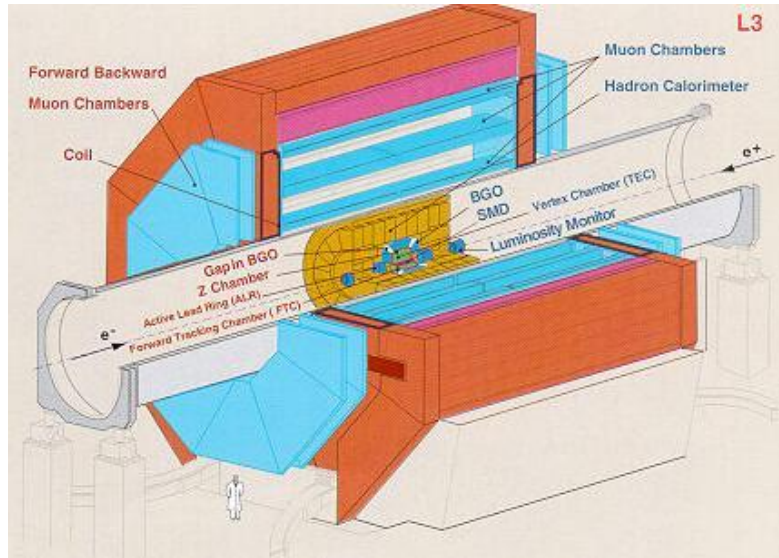 L3
Forward Backward
Muon Chambers
Coil
Muon Chambers
Hadron Calorimeter
e+
BGO
SMD
Vertex Chamber (TEC)
Luminosity Monitor
Gap in BGO
Z Chamber
Active Lead Ring (ALR)
Forward Tracking Chamber (FTC)
e-